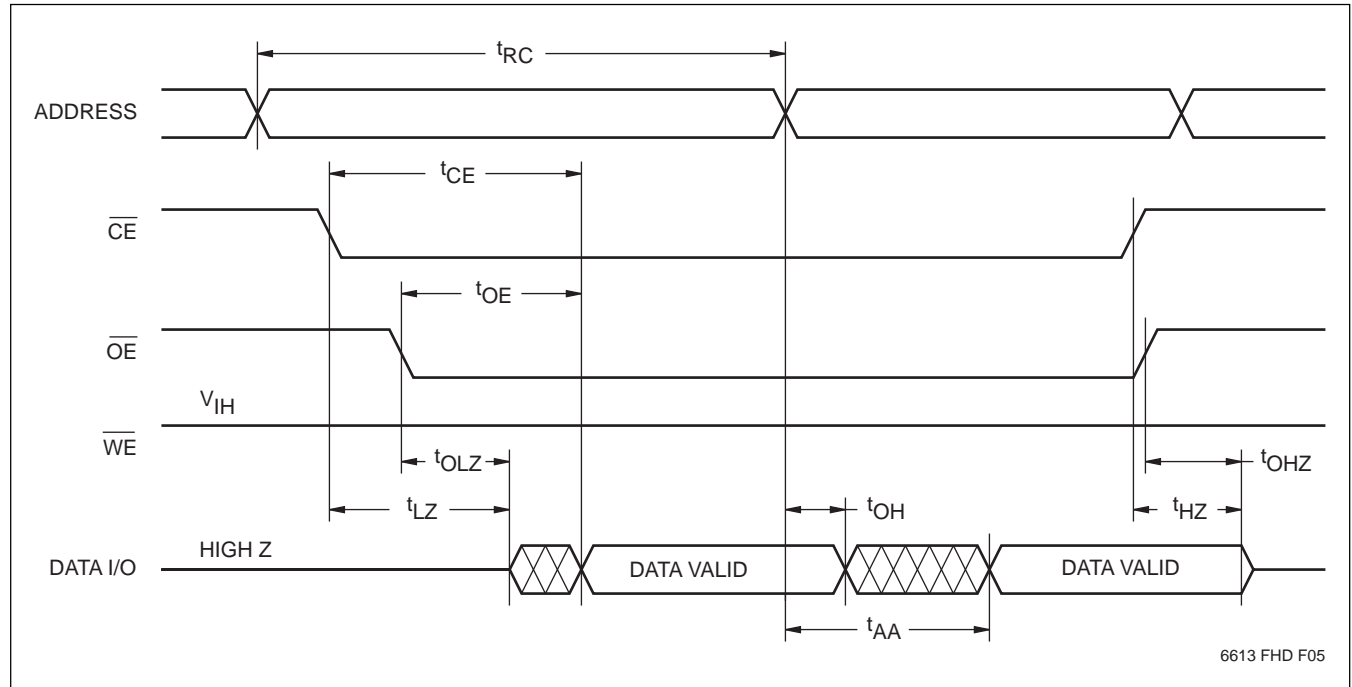 tRC
ADDRESS
tCE
CE
tOE
OE
VIH
WE
tOLZ
tOHZ
tLZ
tOH
tHZ
HIGH Z
DATA I/O
DATA VALID
DATA VALID
tAA
6613 FHD F05